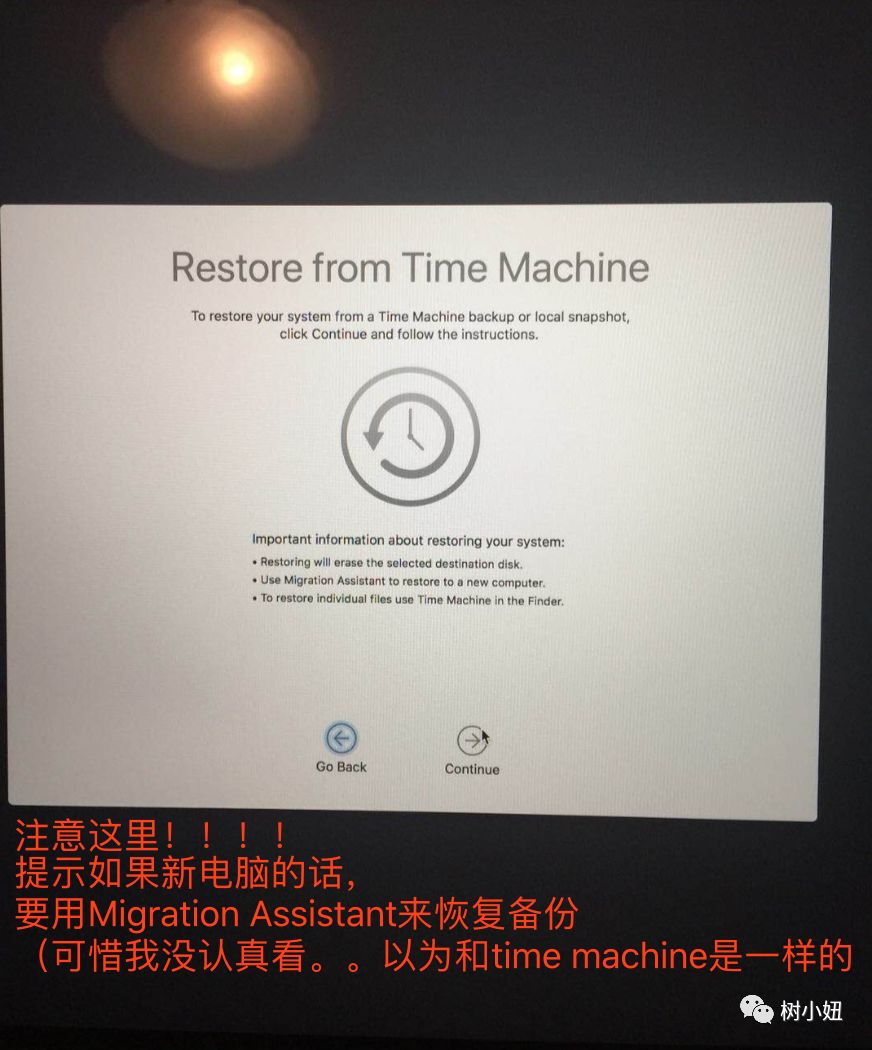 Restore from Time Machine
To restore your system from a Time Machine backup or local snapshot,
click Continue and follow the instructions.
Important information about restoring your system:
• Restoring will erase the selected destination disk.
• Use Migration Assistant to restore to a new computer.
• To restore individual files use Time Machine in the Finder.
Go Back
Continue
注意这里！！！！
提示如果新电脑的话，
要用Migration Assistant来恢复备份
（可惜我没认真看。。以为和time machine是一样的
树小妞